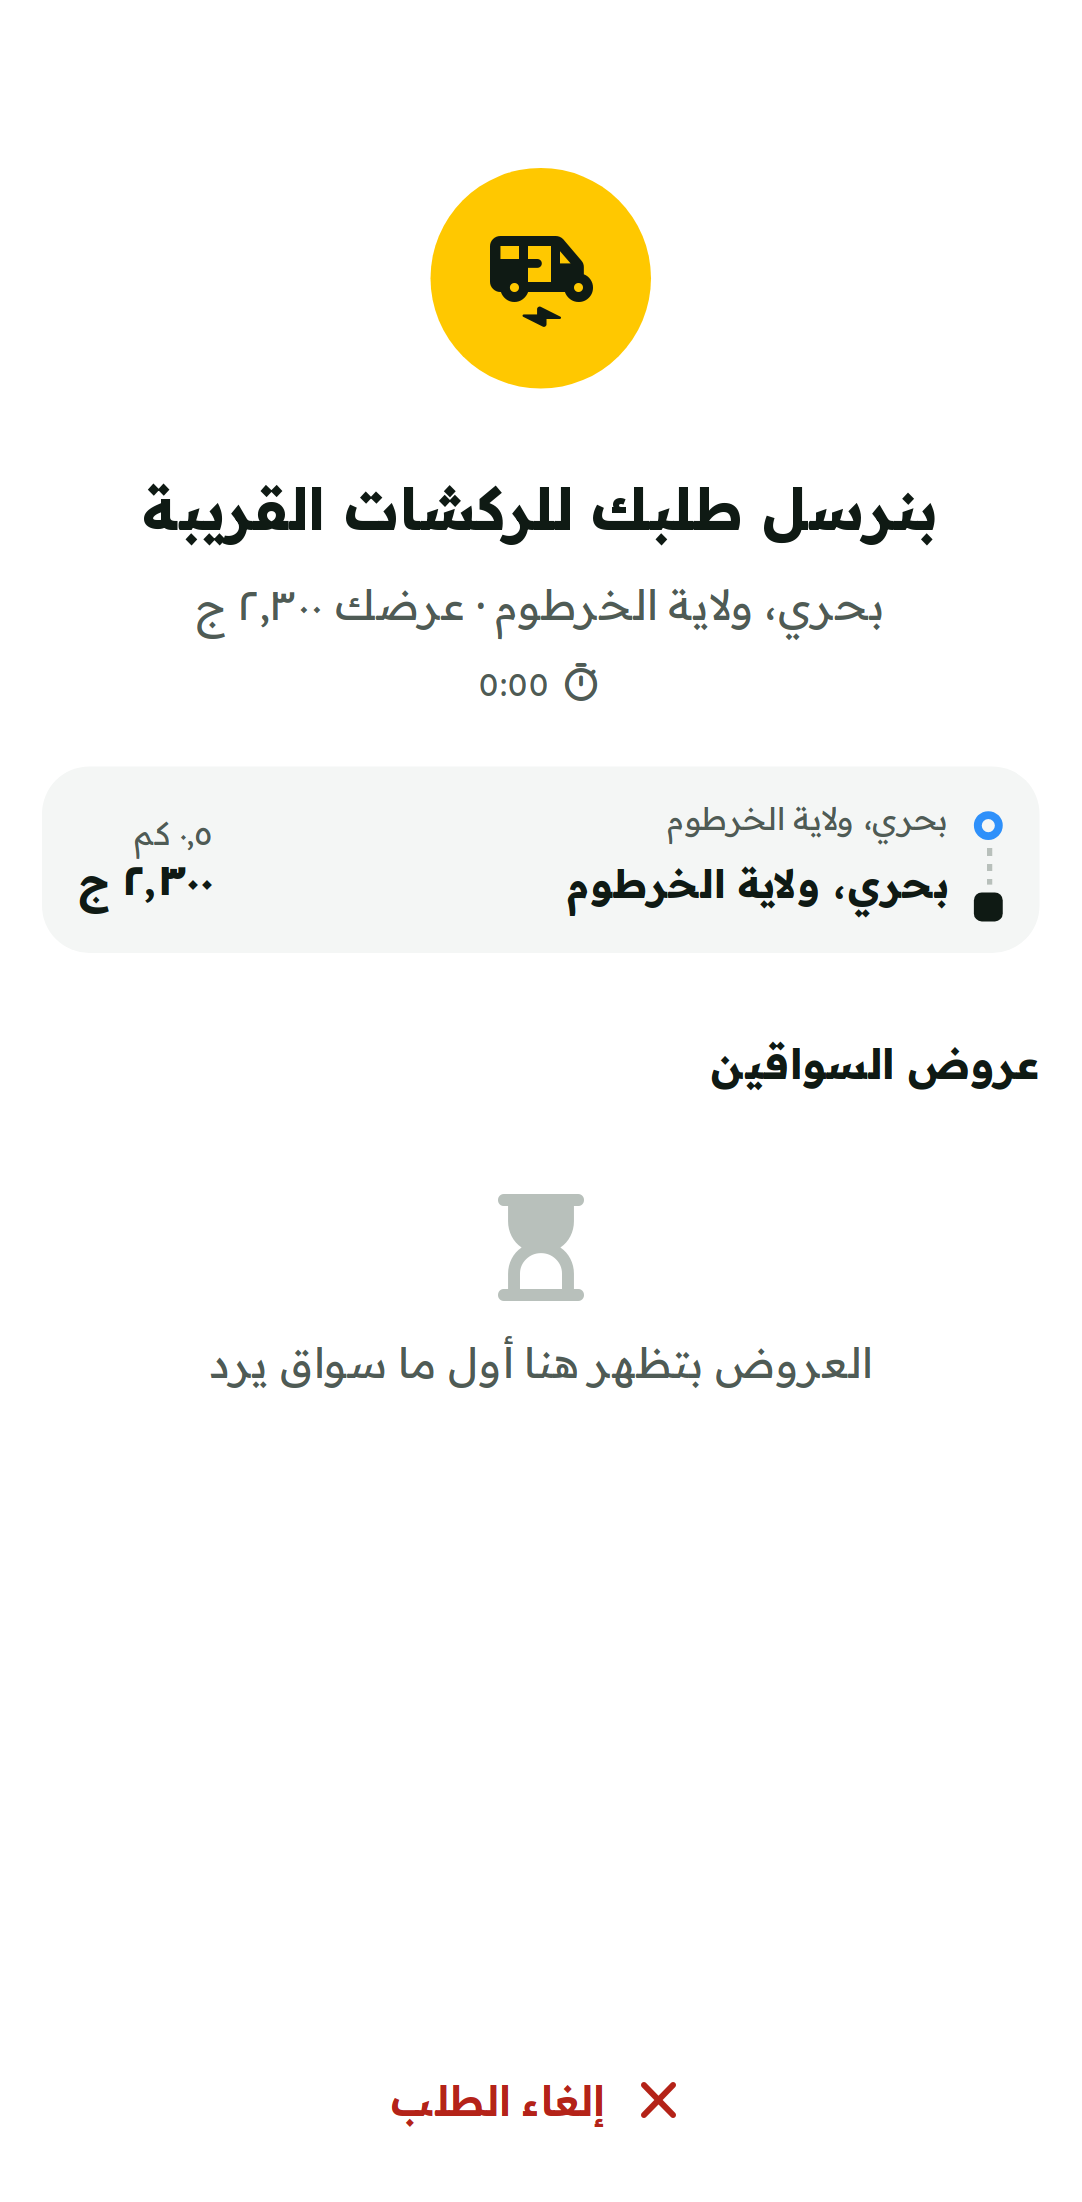 بنرسل طلبك للركشات القريبة
بحري، ولاية الخرطوم · عرضك ٢,٣٠٠ ج
0:00
بحري، ولاية الخرطوم
٠,٥ كم
بحري، ولاية الخرطوم
٢,٣٠٠ ج
عروض السواقين
العروض بتظهر هنا أول ما سواق يرد
إلغاء الطلب